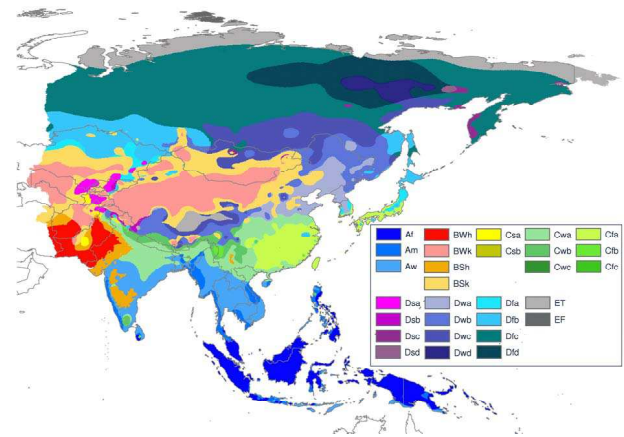 Af BWh Csa Cwa Cfa
Am BWk Csb Cwb Cfb
Aw BSh Cwc Cfc
BSk
Dsa Dwa Dfa ET
Dsb Dwb Dfb EF
Dsc Dwc Dfc
Dsd Dwd Dfd